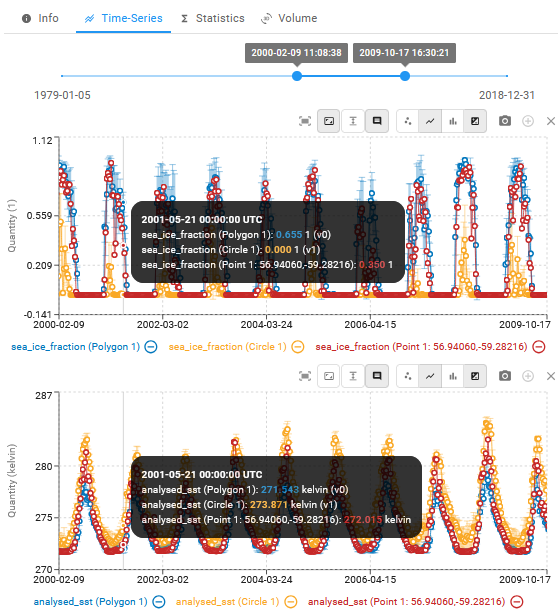 Info Time-Series Statistics Volume
2000-02-09 11:08:38 2009-10-17 16:30:21
1979-01-05 2018-12-31
1.12
0.559
0.209
-0.141
Quantity (1)
2001-05-21 00:00:00 UTC
sea_ice_fraction (Polygon 1): 0.655 1 (v0)
sea_ice_fraction (Circle 1): 0.000 1 (v1)
sea_ice_fraction (Point 1: 56.94060,-59.28216): 0.850 1
2000-02-09 2002-03-02 2004-03-24 2006-04-15 2009-10-17
sea_ice_fraction (Polygon 1) sea_ice_fraction (Circle 1) sea_ice_fraction (Point 1: 56.94060,-59.28216)
287
280
275
270
Quantity (kelvin)
2001-05-21 00:00:00 UTC
analysed_sst (Polygon 1): 271.543 kelvin (v0)
analysed_sst (Circle 1): 273.871 kelvin (v1)
analysed_sst (Point 1: 56.94060,-59.28216): 272.015 kelvin
2000-02-09 2002-03-02 2004-03-24 2006-04-15 2009-10-17
analysed_sst (Polygon 1) analysed_sst (Circle 1) analysed_sst (Point 1: 56.94060,-59.28216)